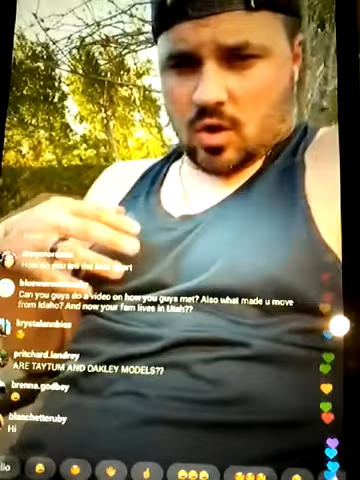 How do you tell the
Can you guys do a video on how you guys met? Also what made u move
from Idaho? And now your fam lives in Utah??
krystalannbies
pritchard.landrey
ARE TAYTUM AND OAKLEY MODELS??
brenna.godbey
blanchetteruby
Hi